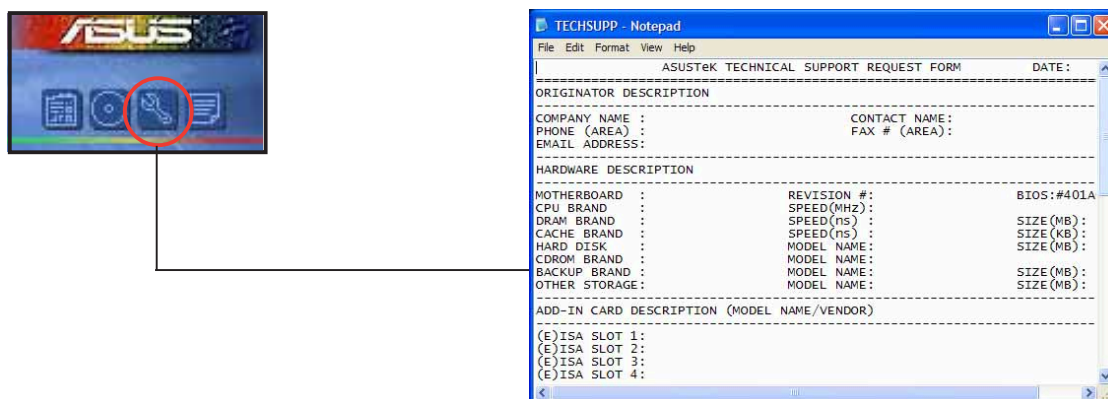 ASUS
TECHSUPP - Notepad
File Edit Format View Help
ASUSTeK TECHNICAL SUPPORT REQUEST FORM DATE:
ORIGINATOR DESCRIPTION
COMPANY NAME : CONTACT NAME:
PHONE (AREA) : FAX # (AREA):
EMAIL ADDRESS:
HARDWARE DESCRIPTION
MOTHERBOARD : REVISION #: BIOS:#401A
CPU BRAND : SPEED(MHz):
DRAM BRAND : SPEED(ns) : SIZE(MB):
CACHE BRAND : SPEED(ns) : SIZE(KB):
HARD DISK : MODEL NAME: SIZE(MB):
CDROM BRAND : MODEL NAME:
BACKUP BRAND : MODEL NAME: SIZE(MB):
OTHER STORAGE: MODEL NAME: SIZE(MB):
ADD-IN CARD DESCRIPTION (MODEL NAME/VENDOR)
(E)ISA SLOT 1:
(E)ISA SLOT 2:
(E)ISA SLOT 3:
(E)ISA SLOT 4: